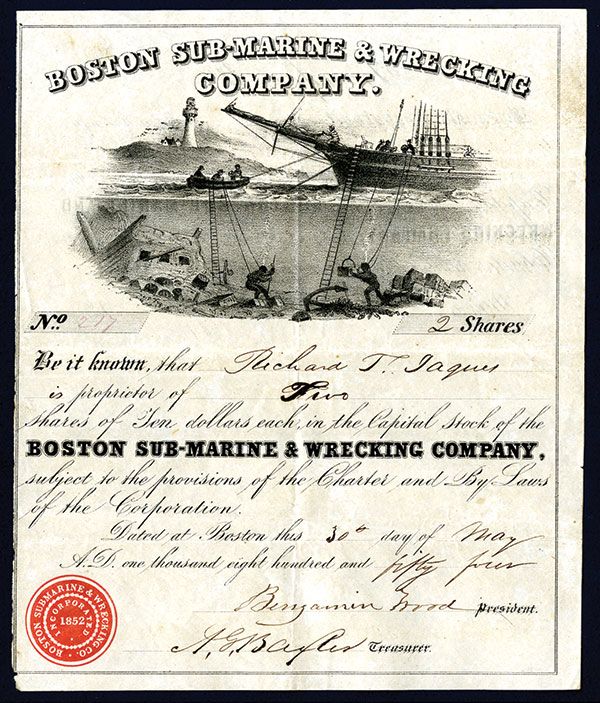 BOSTON SUB-MARINE & WRECKING
COMPANY.
No. 217
2 Shares
Be it known, that Richard T. Jaques
is proprietor of Two
shares of Ten dollars each, in the Capital Stock of the
BOSTON SUB-MARINE & WRECKING COMPANY,
subject to the provisions of the Charter and By-Laws
of the Corporation.
Dated at Boston this 30th day of May
A.D. one thousand eight hundred and fifty four
Benjamin Wood President.
Treasurer.
BOSTON SUBMARINE & WRECKING CO.
INCORPORATED
1852